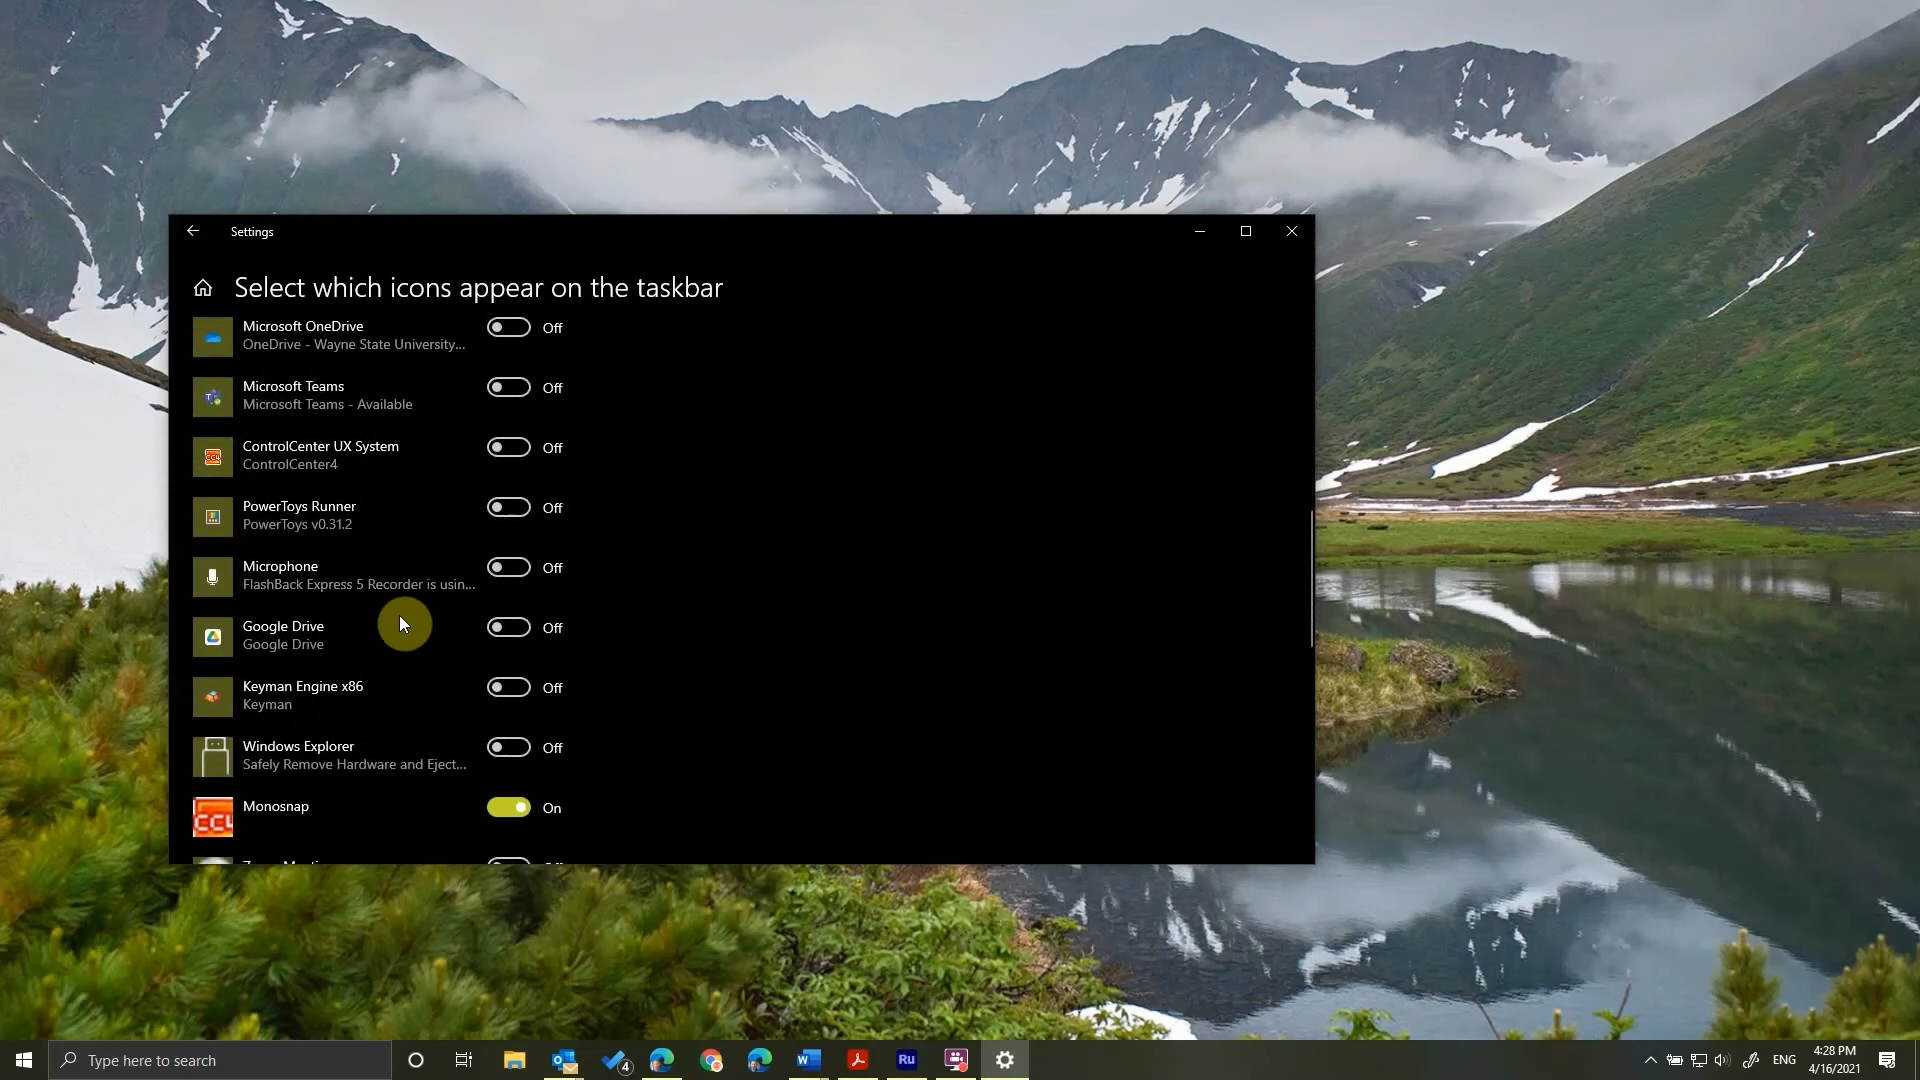 Settings
Select which icons appear on the taskbar
Microsoft OneDrive
OneDrive - Wayne State University...
Off
Microsoft Teams
Microsoft Teams - Available
Off
ControlCenter UX System
ControlCenter4
Off
PowerToys Runner
PowerToys v0.31.2
Off
Microphone
FlashBack Express 5 Recorder is usin...
Off
Google Drive
Google Drive
Off
Keyman Engine x86
Keyman
Off
Windows Explorer
Safely Remove Hardware and Eject...
Off
CC4
Monosnap
On
Type here to search
4
W
Ru
ENG
4:28 PM
4/16/2021